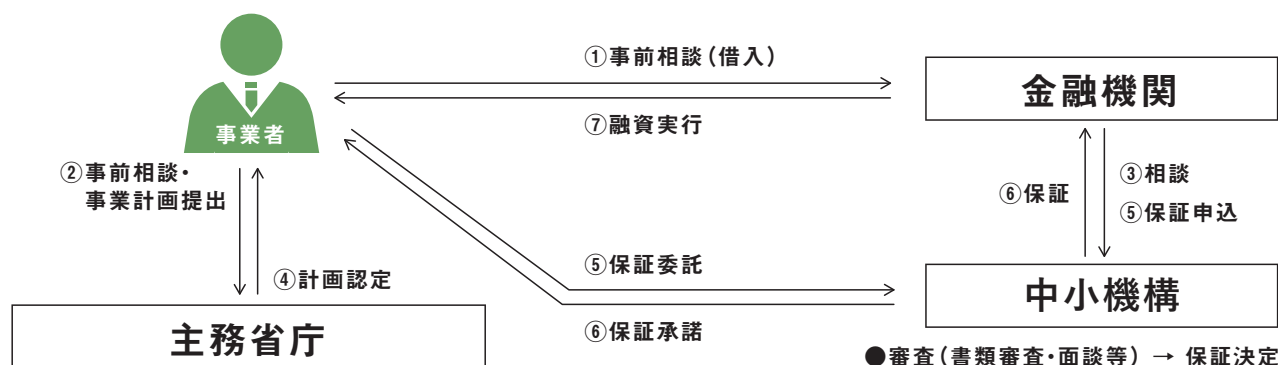 ①事前相談（借入）
金融機関
事業者
⑦融資実行
②事前相談・
事業計画提出
③相談
⑥保証
⑤保証申込
④計画認定
⑤保証委託
中小機構
主務省庁
⑥保証承諾
●審査（書類審査・面談等） → 保証決定